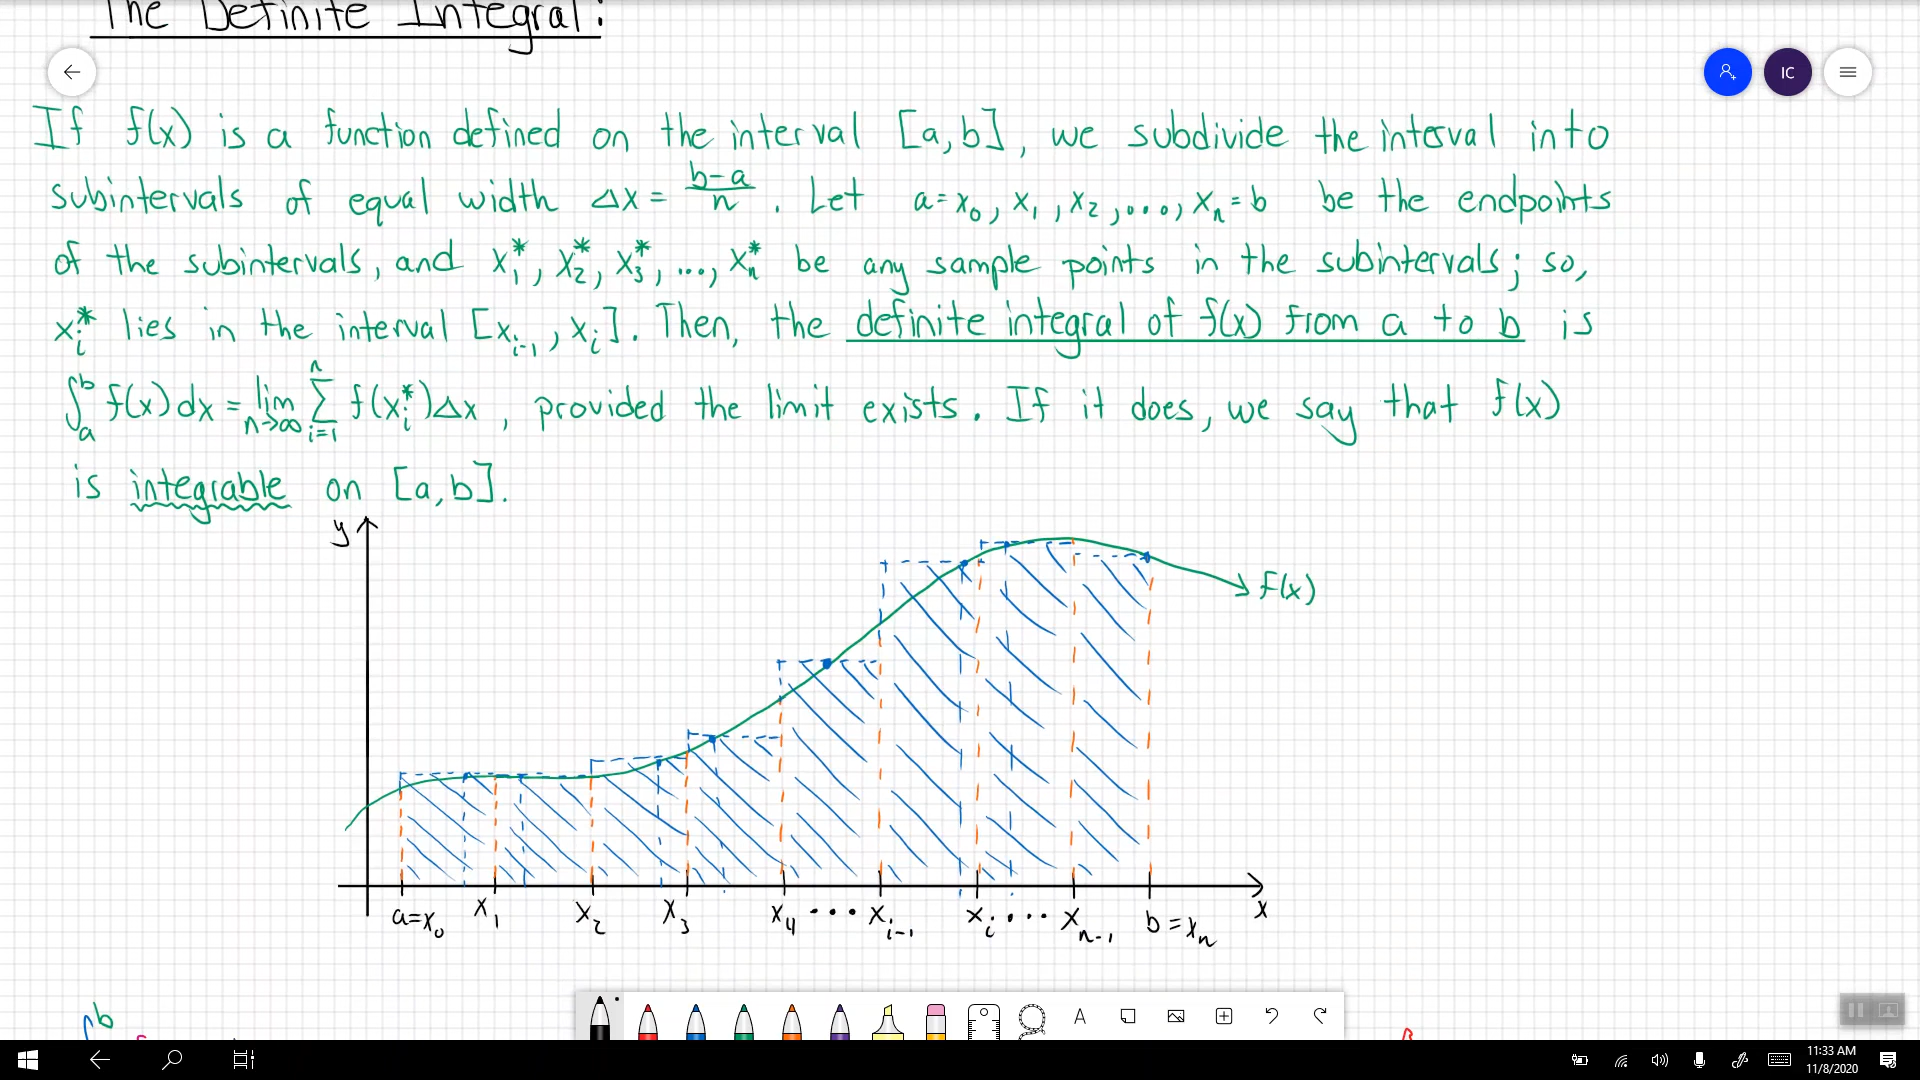 The Definite Integral:
IC
If f(x) is a function defined on the interval [a, b], we subdivide the interval into
subintervals of equal width Δx = (b-a)/n. Let a = x₀, x₁, x₂, ..., xₙ = b be the endpoints
of the subintervals, and x₁*, x₂*, x₃*, ..., xₙ* be any sample points in the subintervals; so,
xᵢ* lies in the interval [xᵢ₋₁, xᵢ]. Then, the definite integral of f(x) from a to b is
∫ₐᵇ f(x) dx = lim n→∞ Σᵢ₌₁ⁿ f(xᵢ*)Δx, provided the limit exists. If it does, we say that f(x)
is integrable on [a, b].
y
f(x)
a=x₀ x₁ x₂ x₃ x₄ ... xᵢ₋₁ xᵢ .... xₙ₋₁ b=xₙ x
b
A
11:33 AM
11/8/2020